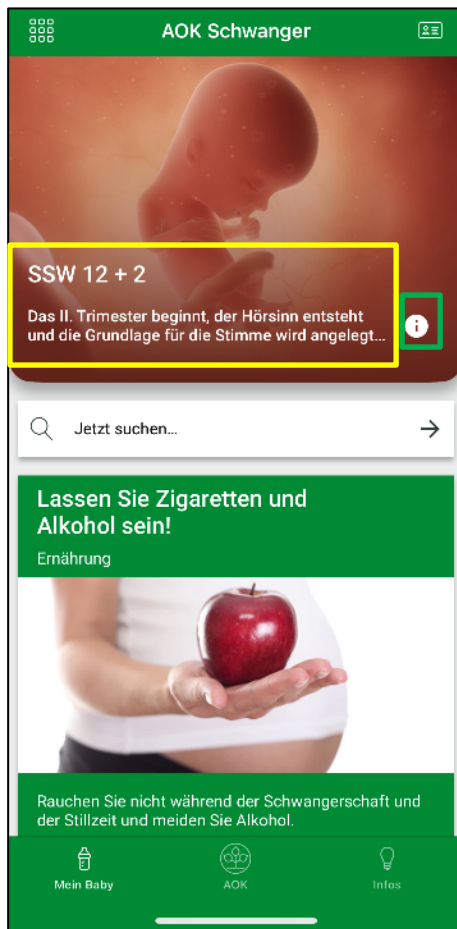 AOK Schwanger
SSW 12 + 2
Das II. Trimester beginnt, der Hörsinn entsteht
und die Grundlage für die Stimme wird angelegt...
i
Jetzt suchen...
Lassen Sie Zigaretten und
Alkohol sein!
Ernährung
Rauchen Sie nicht während der Schwangerschaft und
der Stillzeit und meiden Sie Alkohol.
Mein Baby AOK Infos